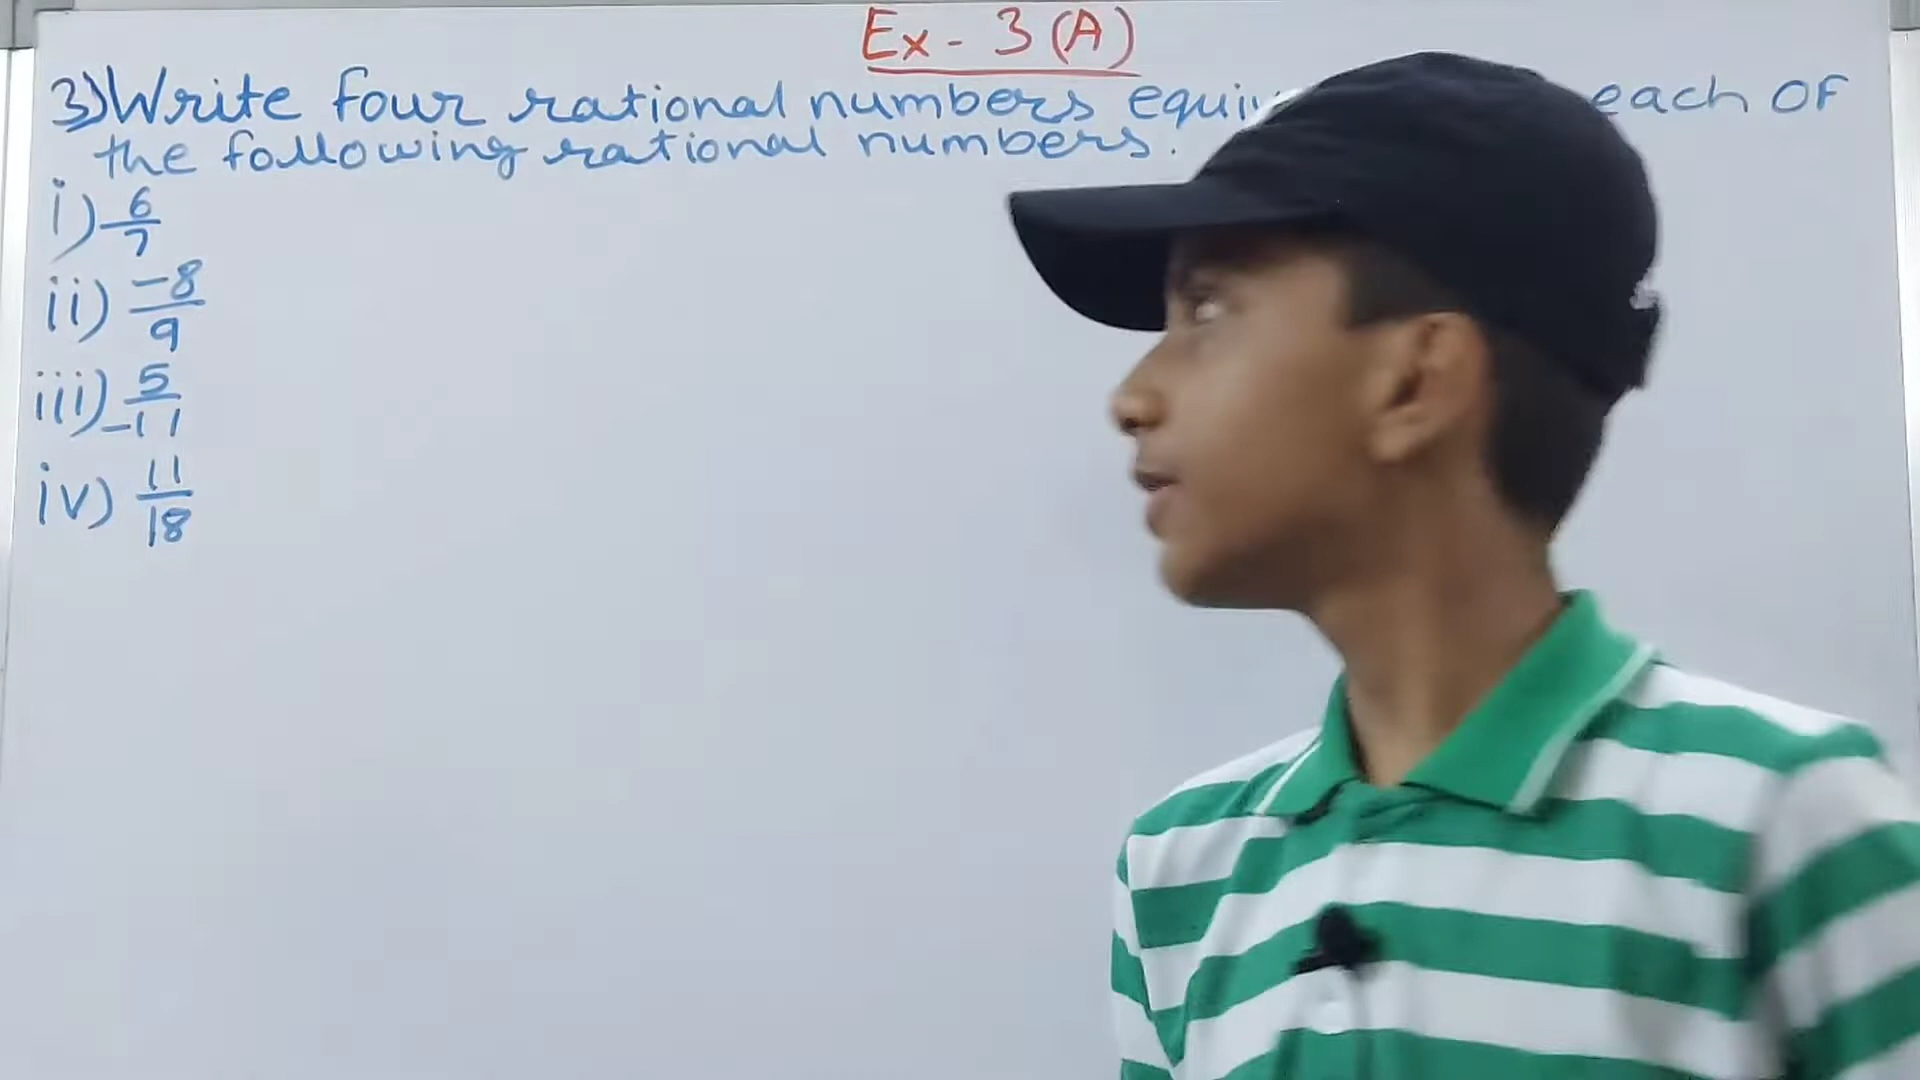 Ex - 3 (A)
3) Write four rational numbers each of
the following rational numbers.
i) 6/7
ii) -8/9
iii) 5/-11
iv) 11/18